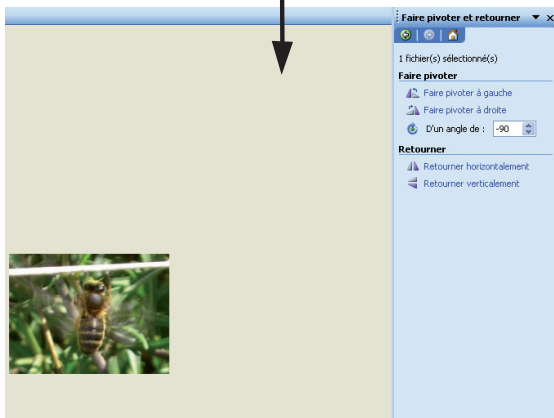 Faire pivoter et retourner
1 fichier(s) sélectionné(s)
Faire pivoter
Faire pivoter à gauche
Faire pivoter à droite
D'un angle de : -90
Retourner
Retourner horizontalement
Retourner verticalement